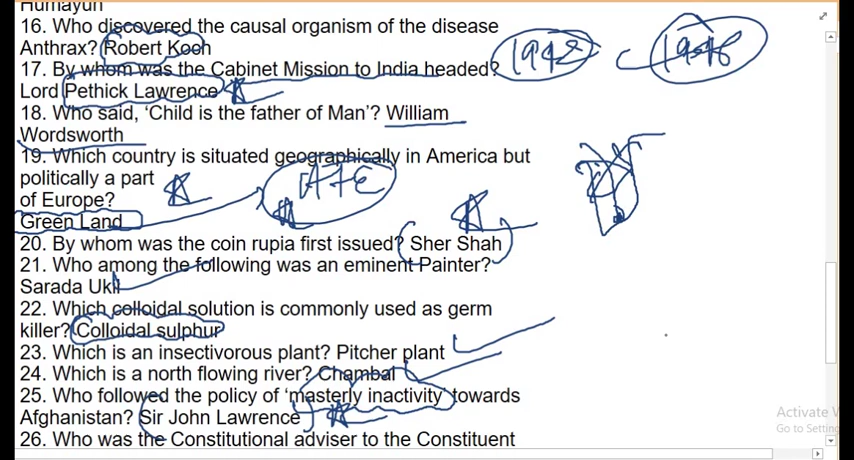 Humayun
16. Who discovered the causal organism of the disease
Anthrax? Robert Kooh
17. By whom was the Cabinet Mission to India headed?
Lord Pethick Lawrence
18. Who said, ‘Child is the father of Man’? William
Wordsworth
19. Which country is situated geographically in America but
politically a part
of Europe?
Green Land
20. By whom was the coin rupia first issued? Sher Shah
21. Who among the following was an eminent Painter?
Sarada Ukil
22. Which colloidal solution is commonly used as germ
killer? Colloidal sulphur
23. Which is an insectivorous plant? Pitcher plant
24. Which is a north flowing river? Chambal
25. Who followed the policy of ‘masterly inactivity’ towards
Afghanistan? Sir John Lawrence
26. Who was the Constitutional adviser to the Constituent
1942
Activate
Go to Setting